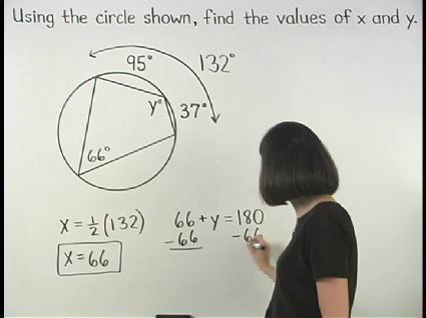 Using the circle shown, find the values of x and y.
95° 132°
y° 37°
66°
x = ½(132) 66 + y = 180
-66 -66
x = 66